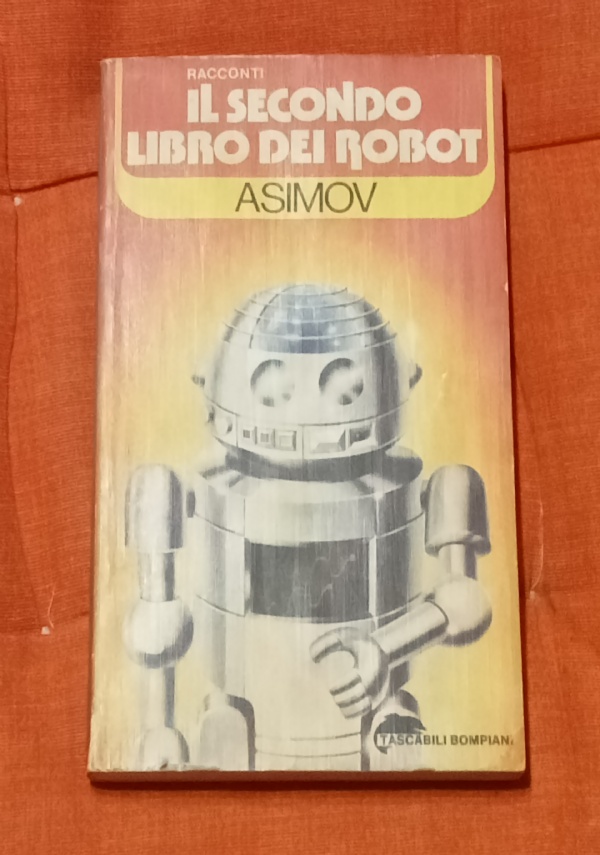 RACCONTI
IL SECONDO
LIBRO DEI ROBOT
ASIMOV
TASCABILI BOMPIANI